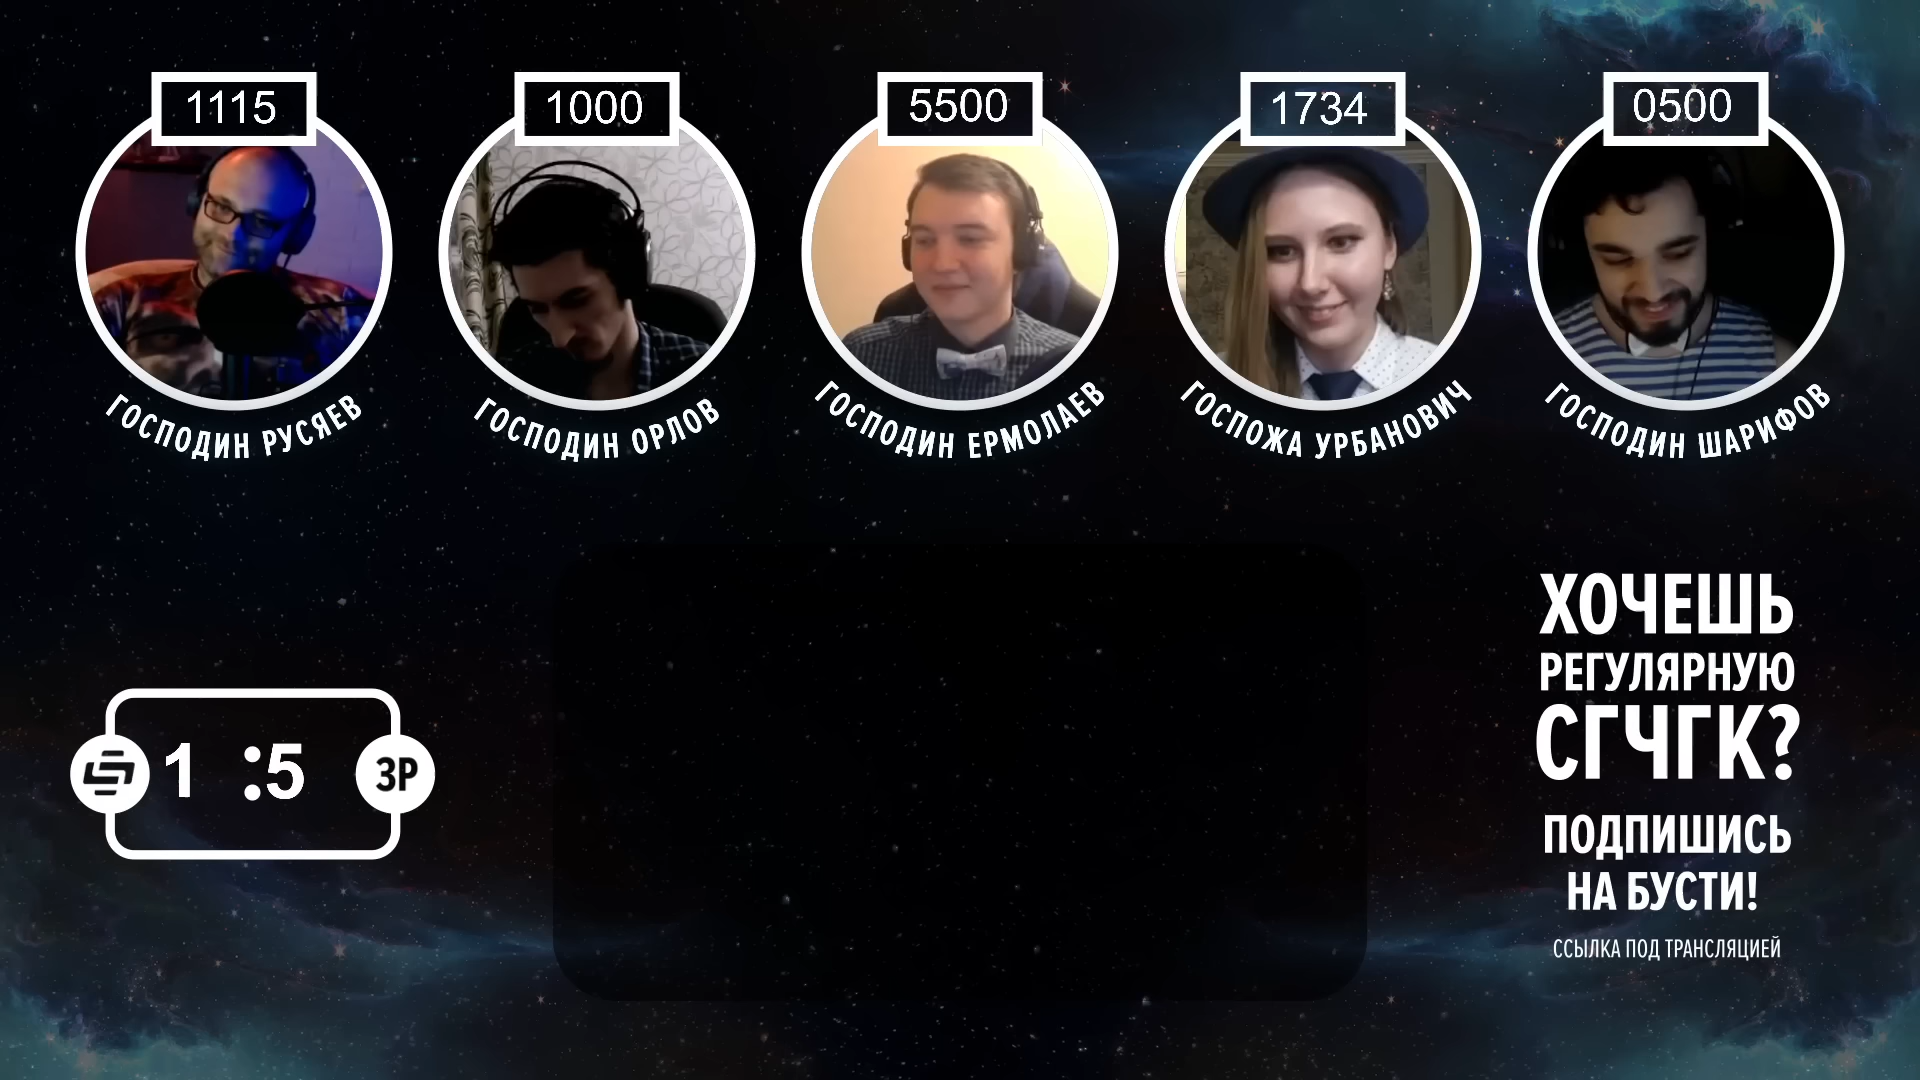 1115
1000
5500
1734
0500
ГОСПОДИН РУСЯЕВ
ГОСПОДИН ОРЛОВ
ГОСПОДИН ЕРМОЛАЕВ
ГОСПОЖА УРБАНОВИЧ
ГОСПОДИН ШАРИФОВ
1 :5
ЗР
ХОЧЕШЬ
РЕГУЛЯРНУЮ
СГЧГК?
ПОДПИШИСЬ
НА БУСТИ!
ССЫЛКА ПОД ТРАНСЛЯЦИЕЙ